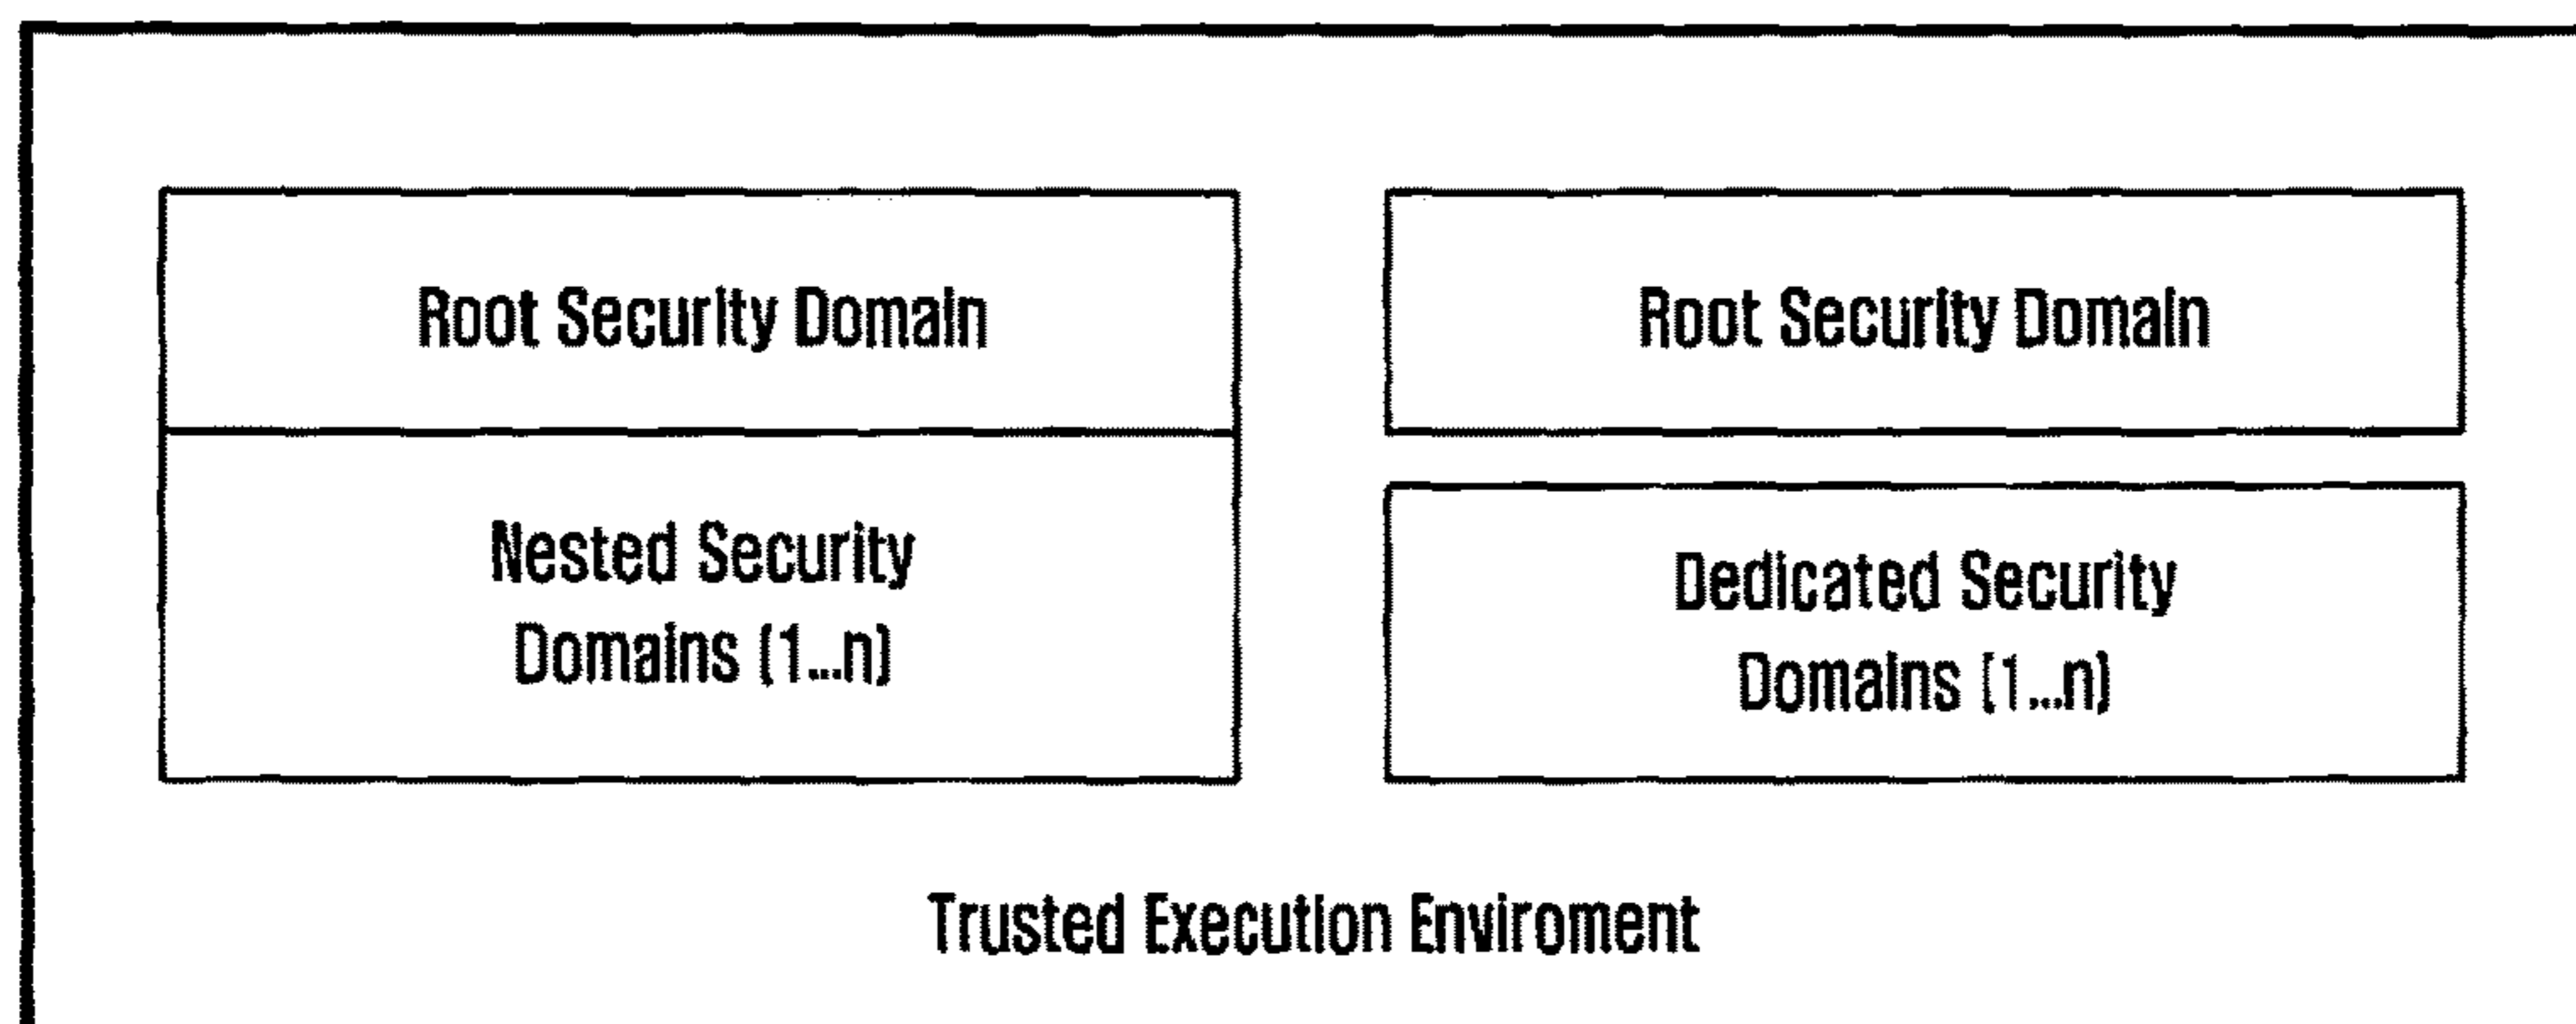 Root Security Domain
Nested Security
Domains (1...n)
Root Security Domain
Dedicated Security
Domains (1...n)
Trusted Execution Enviroment